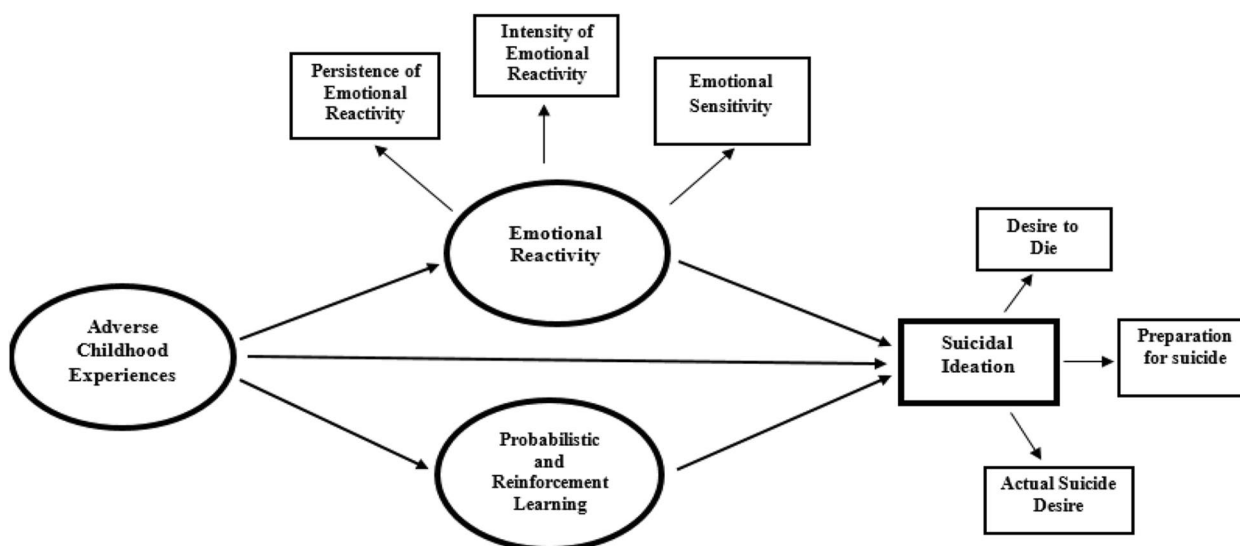 Persistence of
Emotional
Reactivity
Intensity of
Emotional
Reactivity
Emotional
Sensitivity
Emotional
Reactivity
Desire to
Die
Adverse
Childhood
Experiences
Suicidal
Ideation
Preparation
for suicide
Probabilistic
and
Reinforcement
Learning
Actual Suicide
Desire